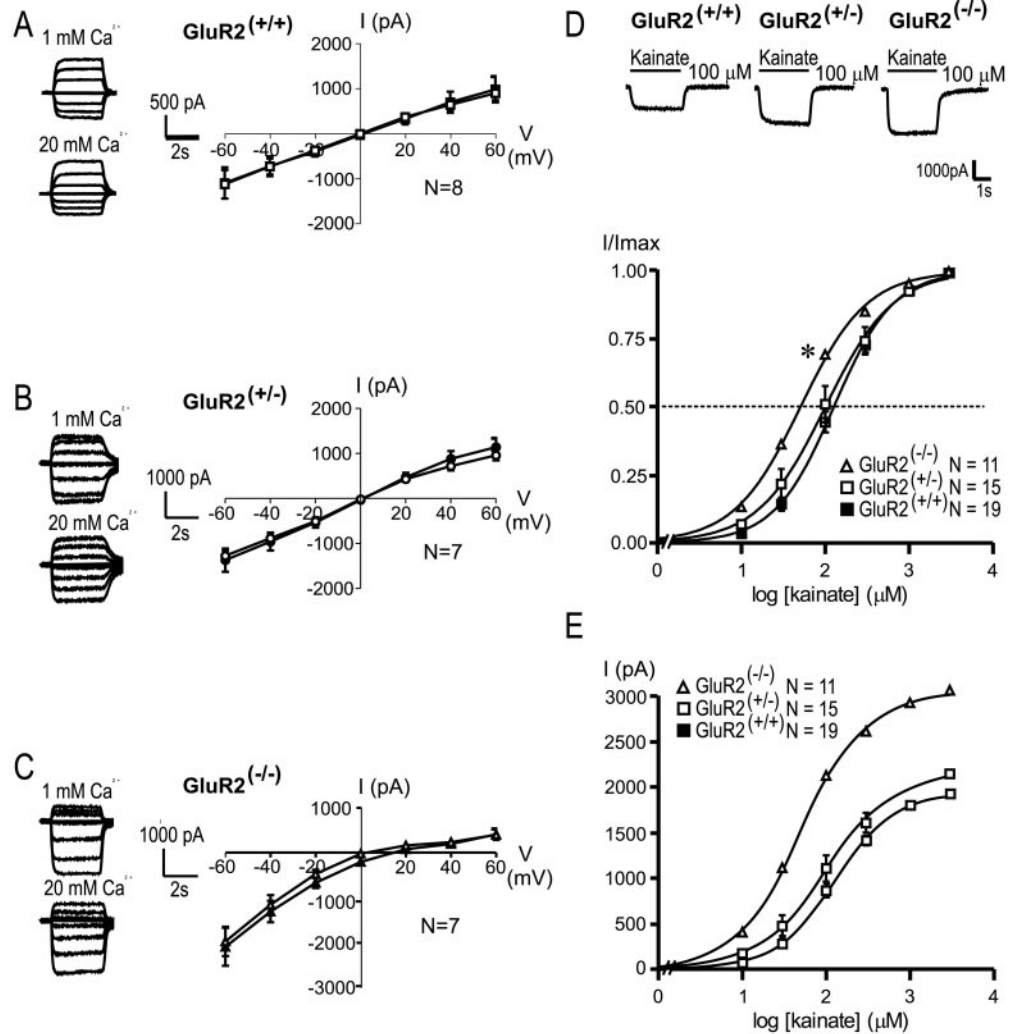 A
GluR2(+/+)
1 mM Ca2+
500 pA
2s
20 mM Ca2+
I (pA)
2000
1000
-60 -40 -20 20 40 60
V
(mV)
-1000
-2000
N=8
B
GluR2(+/-)
1 mM Ca2+
1000 pA
2s
20 mM Ca2+
I (pA)
2000
1000
-60 -40 -20 20 40 60
V
(mV)
-1000
-2000
N=7
C
GluR2(-/-)
1 mM Ca2+
1000 pA
2s
20 mM Ca2+
I (pA)
1000
-60 -40 -20 20 40 60
V
(mV)
-1000
-2000
-3000
N=7
D
GluR2(+/+) GluR2(+/-) GluR2(-/-)
Kainate 100 μM Kainate 100 μM Kainate 100 μM
1000pA
1s
I/Imax
1.00
0.75
*
0.50
GluR2(-/-) N = 11
GluR2(+/-) N = 15
0.25
GluR2(+/+) N = 19
0.00
0 1 2 3 4
log [kainate] (μM)
E
I (pA)
GluR2(-/-) N = 11
GluR2(+/-) N = 15
GluR2(+/+) N = 19
3000
2500
2000
1500
1000
500
0
0 1 2 3 4
log [kainate] (μM)